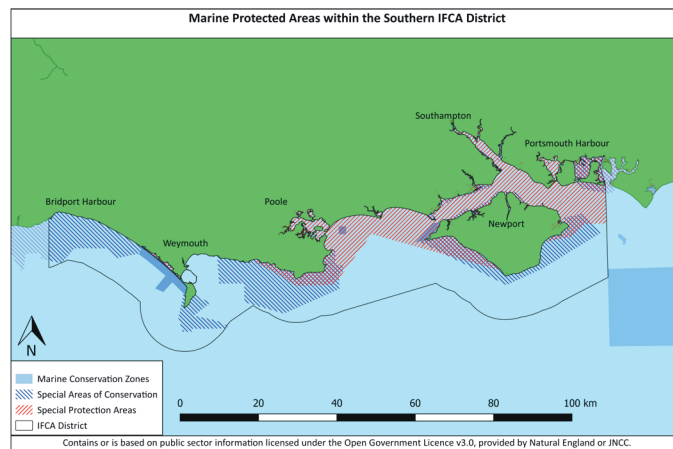 Marine Protected Areas within the Southern IFCA District
Southampton
Portsmouth Harbour
Bridport Harbour
Poole
Newport
Weymouth
N
Marine Conservation Zones
Special Areas of Conservation
Special Protection Areas
IFCA District
0 20 40 60 80 100 km
Contains or is based on public sector information licensed under the Open Government Licence v3.0, provided by Natural England or JNCC.